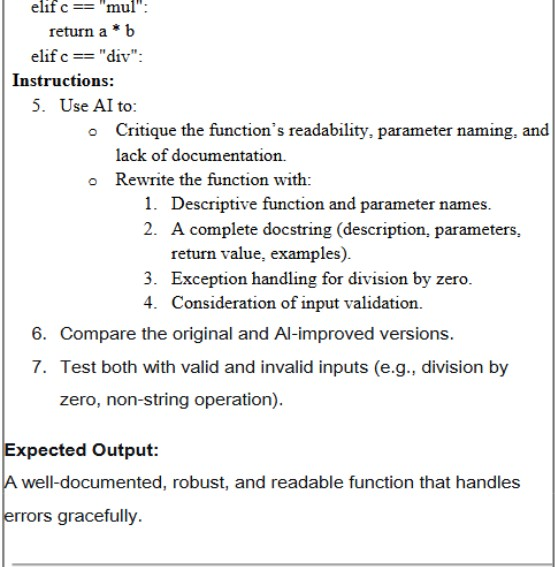 elif c == "mul":
return a * b
elif c == "div":
Instructions:
5. Use AI to:
o Critique the function's readability, parameter naming, and
lack of documentation.
o Rewrite the function with:
1. Descriptive function and parameter names.
2. A complete docstring (description, parameters,
return value, examples).
3. Exception handling for division by zero.
4. Consideration of input validation.
6. Compare the original and AI-improved versions.
7. Test both with valid and invalid inputs (e.g., division by
zero, non-string operation).
Expected Output:
A well-documented, robust, and readable function that handles
errors gracefully.